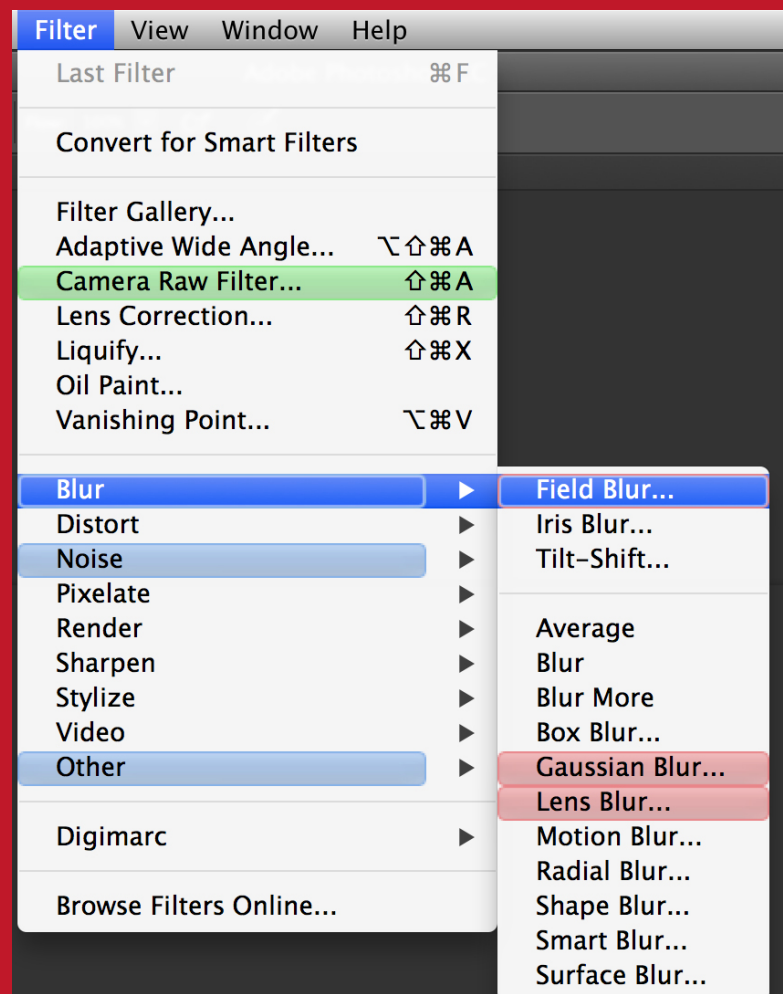 Filter View Window Help
Last Filter ⌘F
Convert for Smart Filters
Filter Gallery...
Adaptive Wide Angle... ⌥⇧⌘A
Camera Raw Filter... ⇧⌘A
Lens Correction... ⇧⌘R
Liquify... ⇧⌘X
Oil Paint...
Vanishing Point... ⌥⌘V
Blur ▶
Distort ▶
Noise ▶
Pixelate ▶
Render ▶
Sharpen ▶
Stylize ▶
Video ▶
Other ▶
Digimarc ▶
Browse Filters Online...
Field Blur...
Iris Blur...
Tilt-Shift...
Average
Blur
Blur More
Box Blur...
Gaussian Blur...
Lens Blur...
Motion Blur...
Radial Blur...
Shape Blur...
Smart Blur...
Surface Blur...